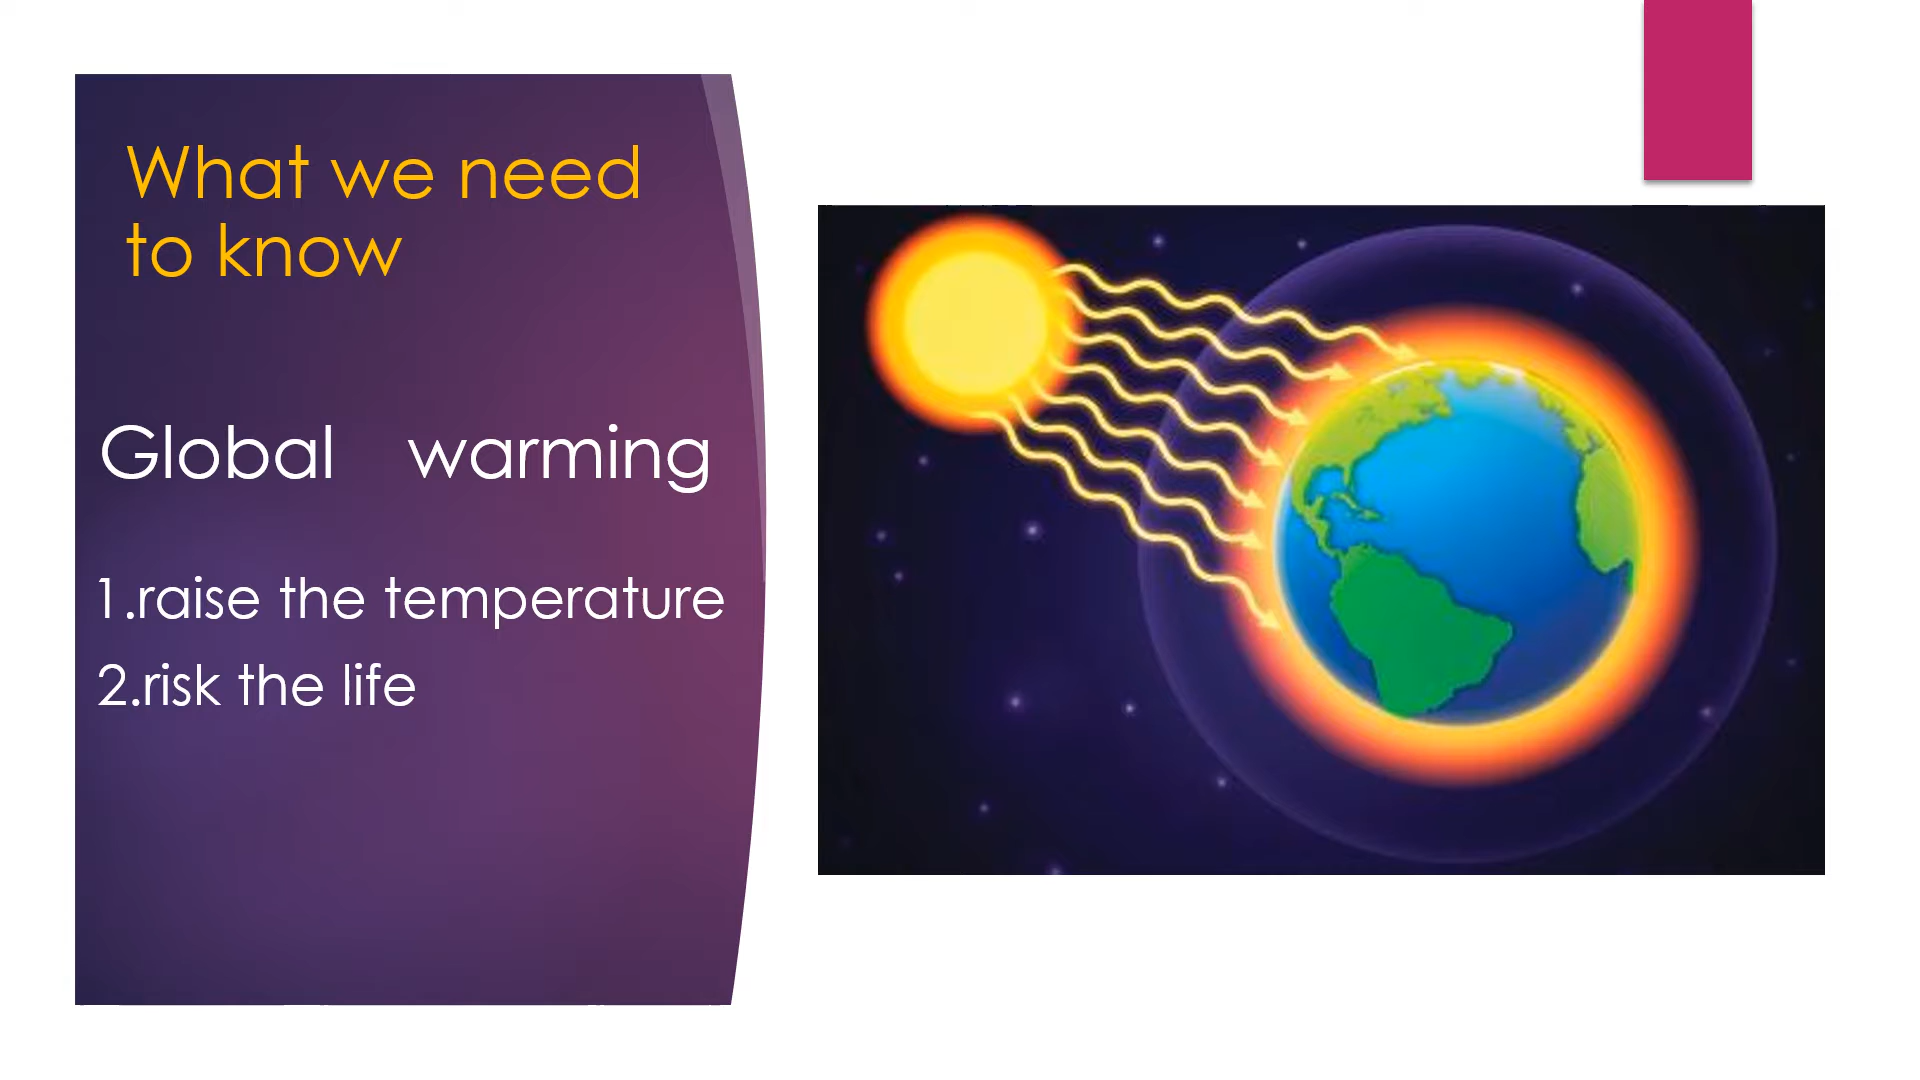 What we need
to know
Global warming
1.raise the temperature
2.risk the life